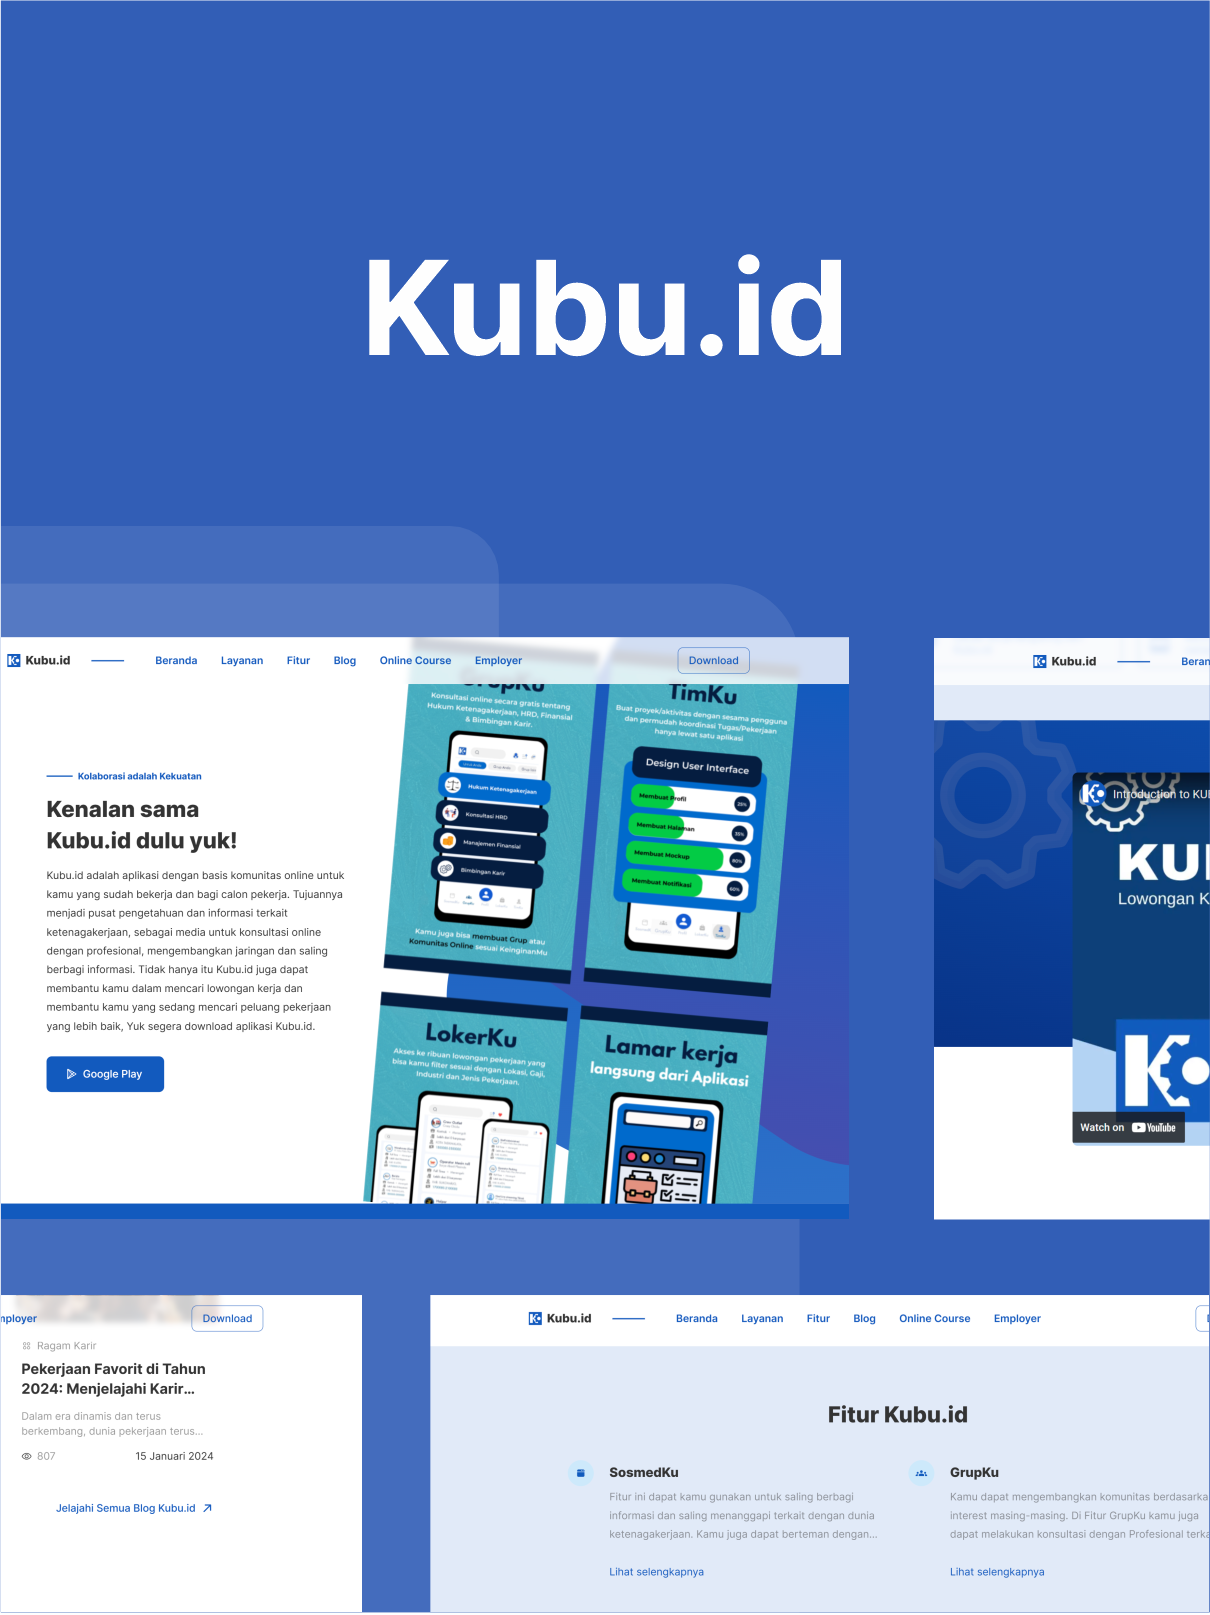 Kubu.id
Kubu.id
Beranda
Layanan
Fitur
Blog
Online Course
Employer
Download
Kolaborasi adalah Kekuatan
Kenalan sama
Kubu.id dulu yuk!
Kubu.id adalah aplikasi dengan basis komunitas online untuk
kamu yang sudah bekerja dan bagi calon pekerja. Tujuannya
menjadi pusat pengetahuan dan informasi terkait
ketenagakerjaan, sebagai media untuk konsultasi online
dengan profesional, mengembangkan jaringan dan saling
berbagi informasi. Tidak hanya itu Kubu.id juga dapat
membantu kamu dalam mencari lowongan kerja dan
membantu kamu yang sedang mencari peluang pekerjaan
yang lebih baik, Yuk segera download aplikasi Kubu.id.
Google Play
GrupKu
Konsultasi online secara gratis tentang
Hukum Ketenagakerjaan, HRD, Finansial
& Bimbingan Karir.
Hukum Ketenagakerjaan
Konsultasi HRD
Manajemen Finansial
Bimbingan Karir
Kamu juga bisa membuat Grup atau
Komunitas Online sesuai KeinginanMu
TimKu
Buat proyek/aktivitas dengan sesama pengguna
dan permudah koordinasi Tugas/Pekerjaan
hanya lewat satu aplikasi
Design User Interface
Membuat Profil
25%
Membuat Halaman
35%
Membuat Mockup
80%
Membuat Notifikasi
60%
LokerKu
Akses ke ribuan lowongan pekerjaan yang
bisa kamu filter sesuai dengan Lokasi, Gaji,
Industri dan Jenis Pekerjaan.
Lamar kerja
langsung dari Aplikasi
Kubu.id
Beran
Introduction to KU
KU
Lowongan K
Watch on YouTube
mployer
Download
Ragam Karir
Pekerjaan Favorit di Tahun
2024: Menjelajahi Karir...
Dalam era dinamis dan terus
berkembang, dunia pekerjaan terus...
807
15 Januari 2024
Jelajahi Semua Blog Kubu.id
Kubu.id
Beranda
Layanan
Fitur
Blog
Online Course
Employer
Fitur Kubu.id
SosmedKu
Fitur ini dapat kamu gunakan untuk saling berbagi
informasi dan saling menanggapi terkait dengan dunia
ketenagakerjaan. Kamu juga dapat berteman dengan...
Lihat selengkapnya
GrupKu
Kamu dapat mengembangkan komunitas berdasarka
interest masing-masing. Di Fitur GrupKu kamu juga
dapat melakukan konsultasi dengan Profesional terka
Lihat selengkapnya